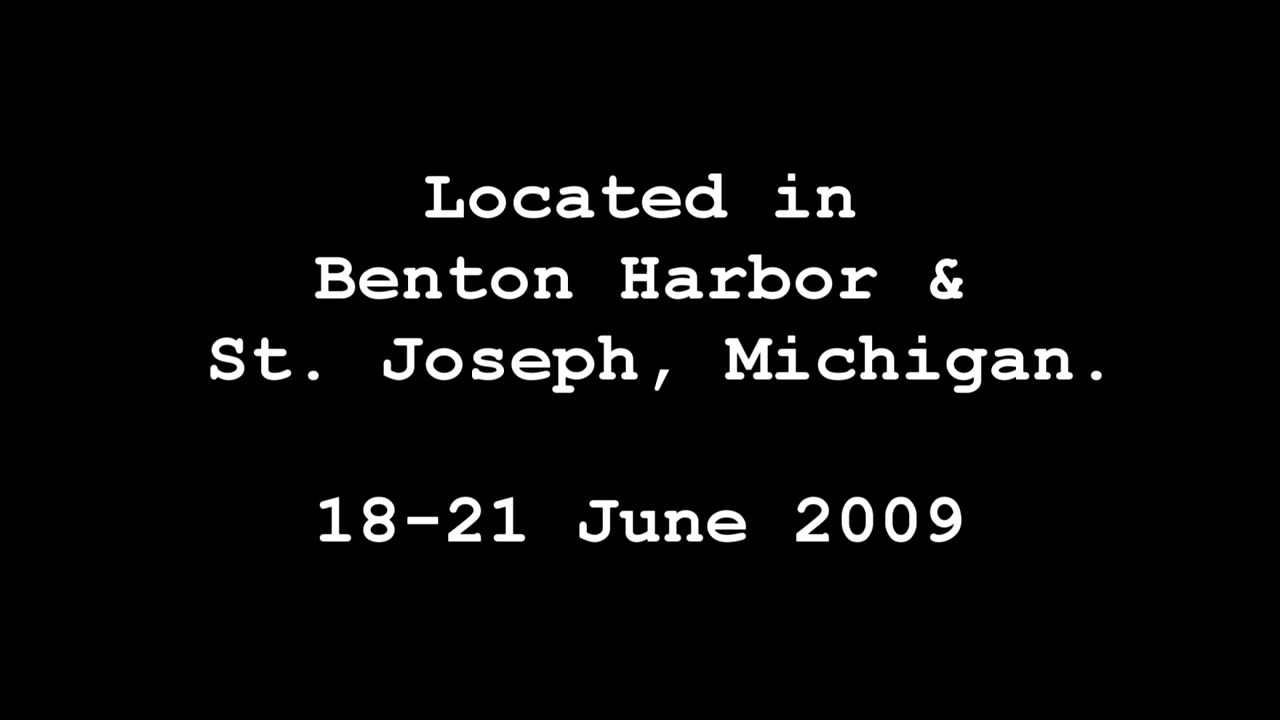 Located in
Benton Harbor &
St. Joseph, Michigan.
18-21 June 2009